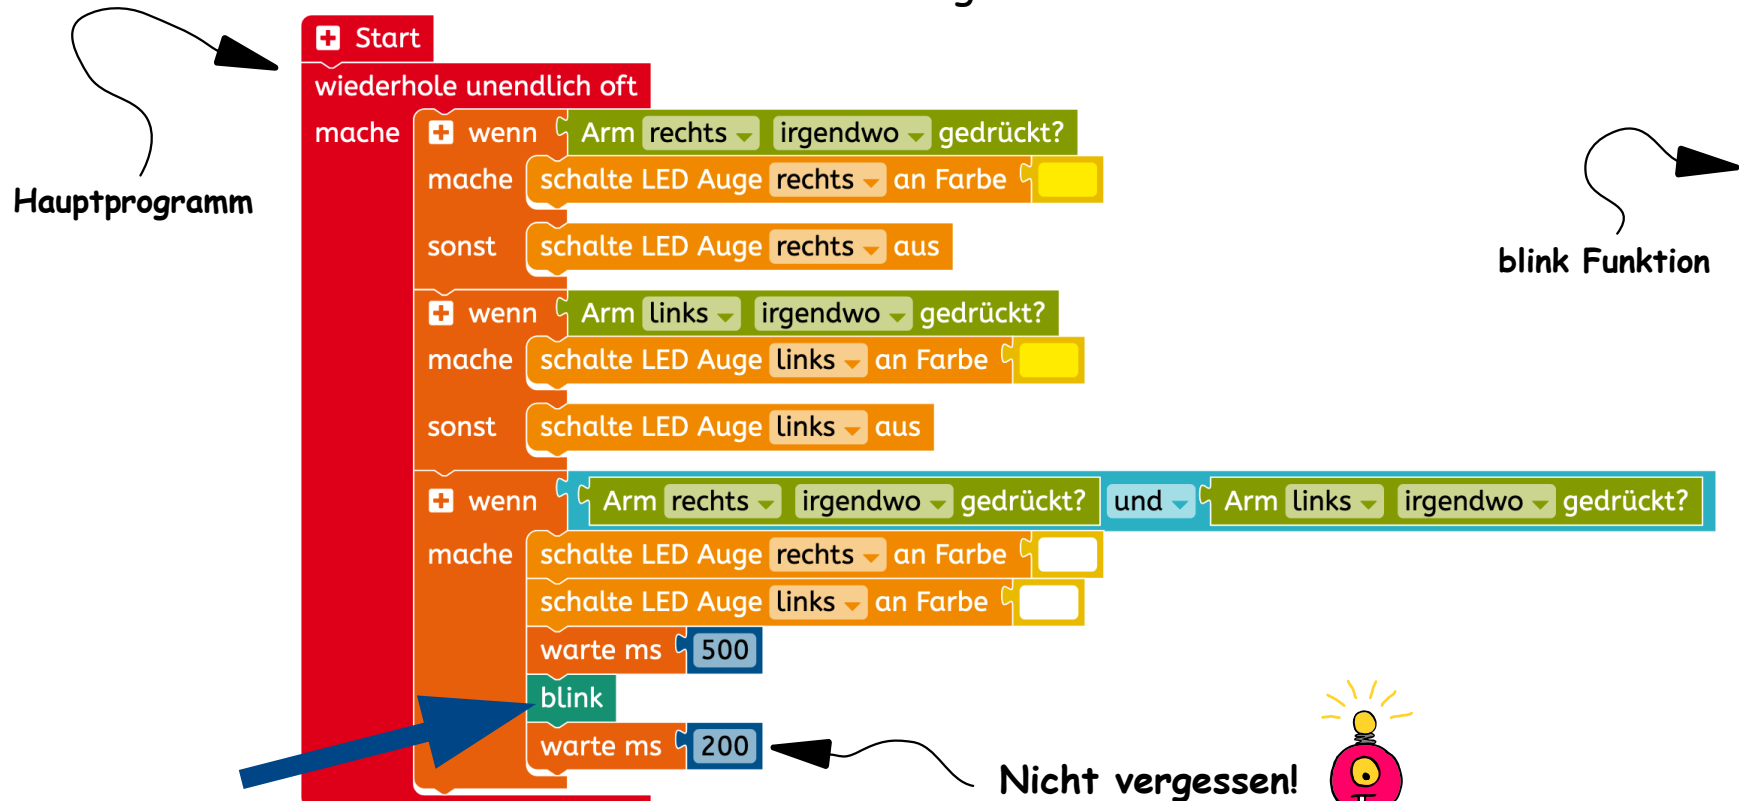 Start
wiederhole unendlich oft
mache wenn Arm rechts irgendwo gedrückt?
mache schalte LED Auge rechts an Farbe
Hauptprogramm
sonst schalte LED Auge rechts aus
blink Funktion
wenn Arm links irgendwo gedrückt?
mache schalte LED Auge links an Farbe
sonst schalte LED Auge links aus
wenn Arm rechts irgendwo gedrückt? und Arm links irgendwo gedrückt?
mache schalte LED Auge rechts an Farbe
schalte LED Auge links an Farbe
warte ms 500
blink
warte ms 200
Nicht vergessen!